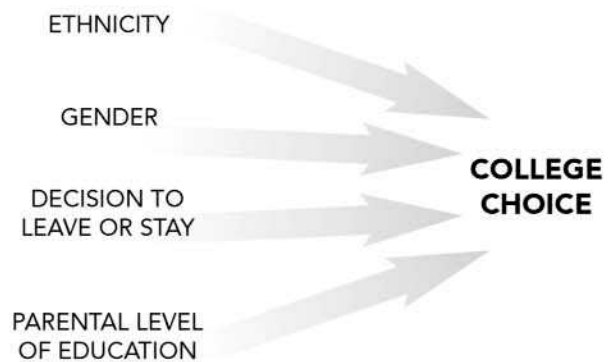 ETHNICITY
GENDER
DECISION TO
LEAVE OR STAY
PARENTAL LEVEL
OF EDUCATION
COLLEGE
CHOICE